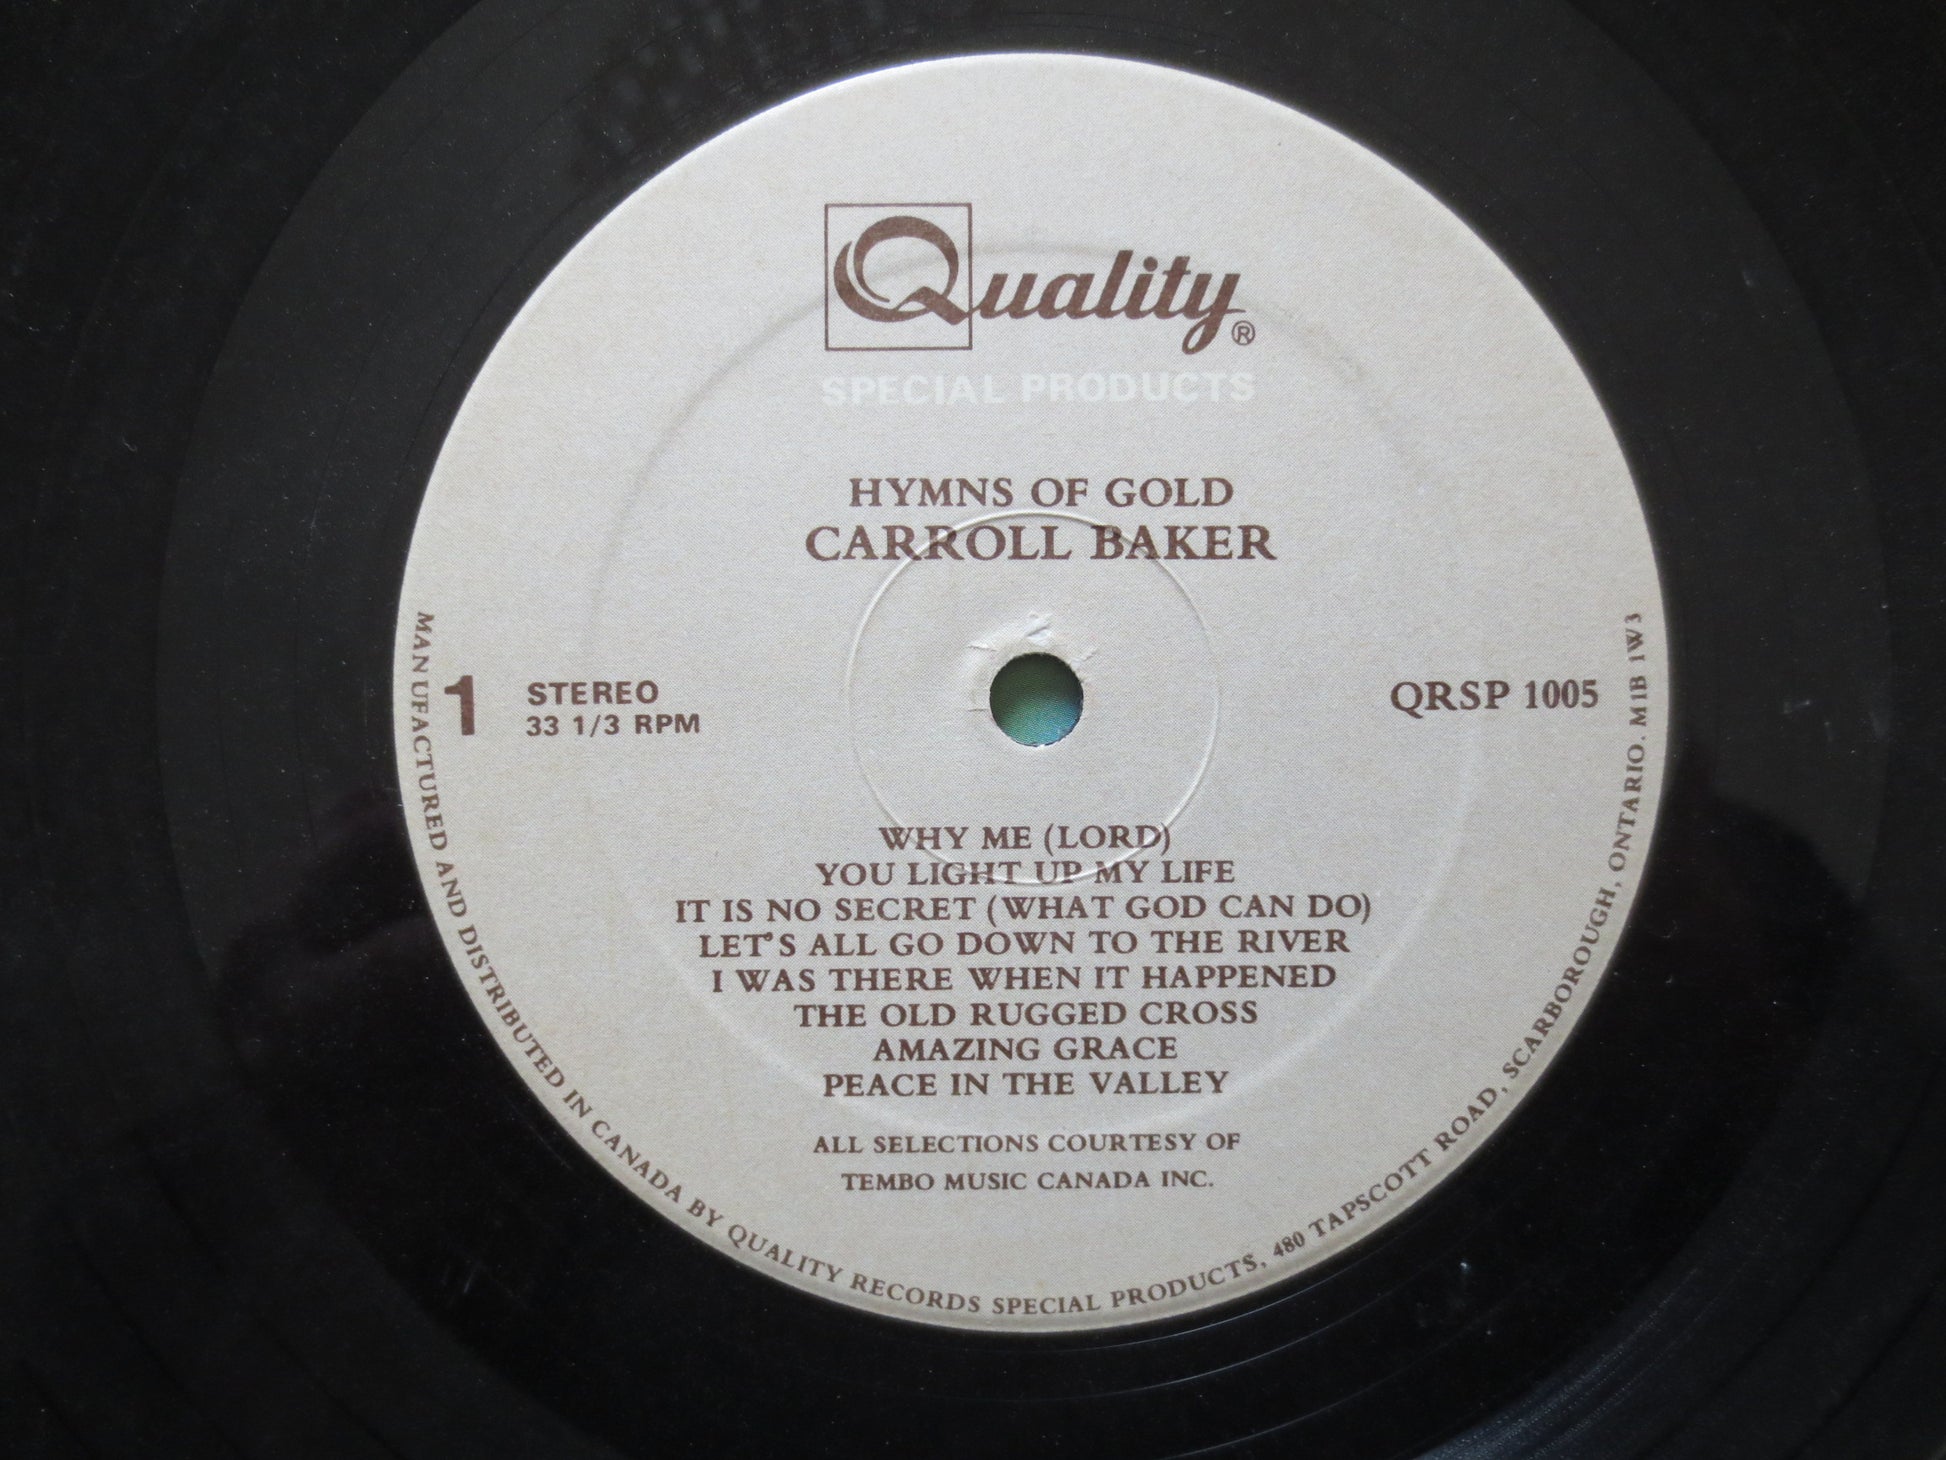 Quality®
SPECIAL PRODUCTS
HYMNS OF GOLD
CARROLL BAKER
1
STEREO
33 1/3 RPM
QRSP 1005
WHY ME (LORD)
YOU LIGHT UP MY LIFE
IT IS NO SECRET (WHAT GOD CAN DO)
LET'S ALL GO DOWN TO THE RIVER
I WAS THERE WHEN IT HAPPENED
THE OLD RUGGED CROSS
AMAZING GRACE
PEACE IN THE VALLEY
ALL SELECTIONS COURTESY OF
TEMBO MUSIC CANADA INC.
MANUFACTURED AND DISTRIBUTED IN CANADA BY QUALITY RECORDS SPECIAL PRODUCTS, 480 TAPSCOTT ROAD, SCARBOROUGH, ONTARIO. M1B 1W3